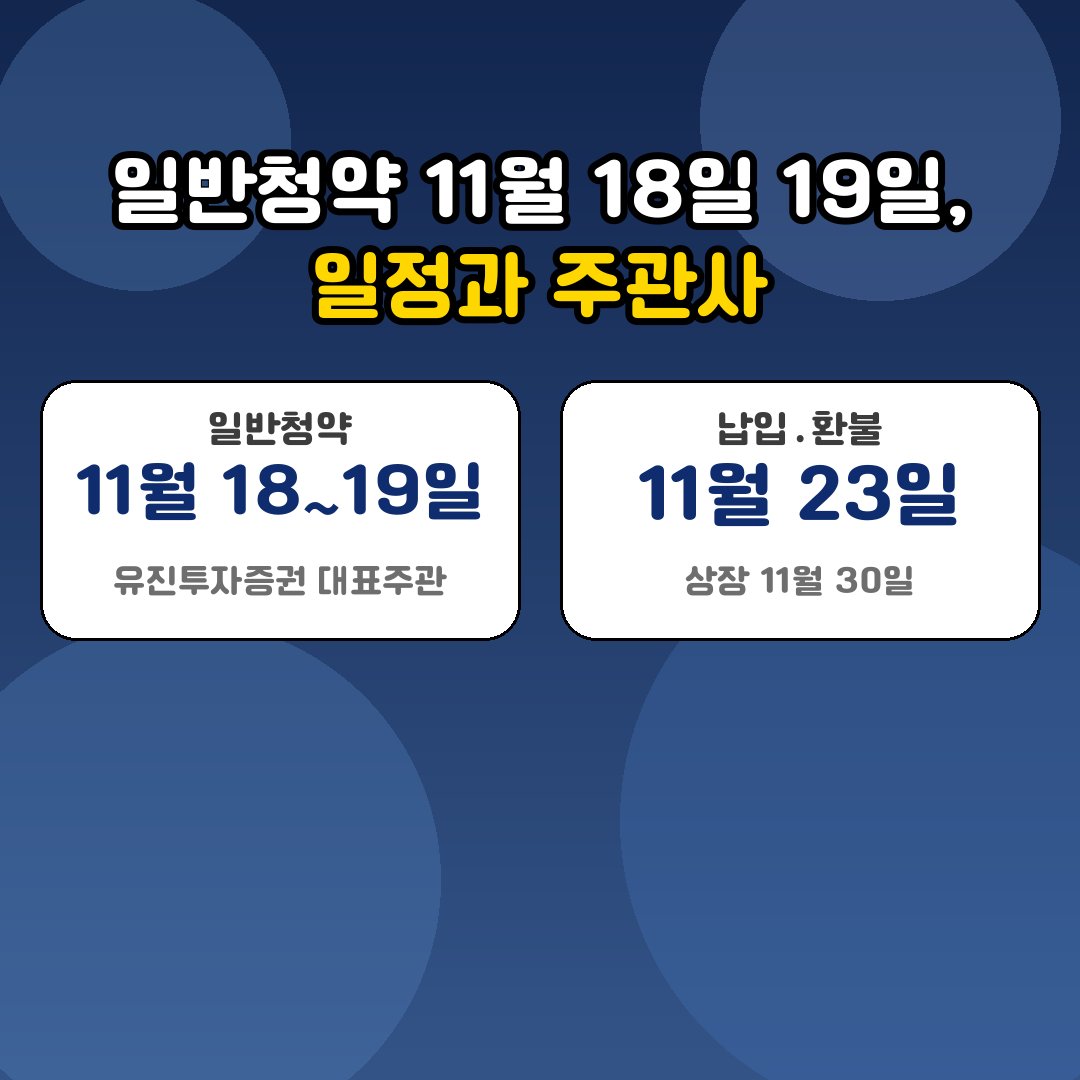 일반청약 11월 18일 19일,
일정과 주관사
일반청약
11월 18~19일
유진투자증권 대표주관
납입.환불
11월 23일
상장 11월 30일